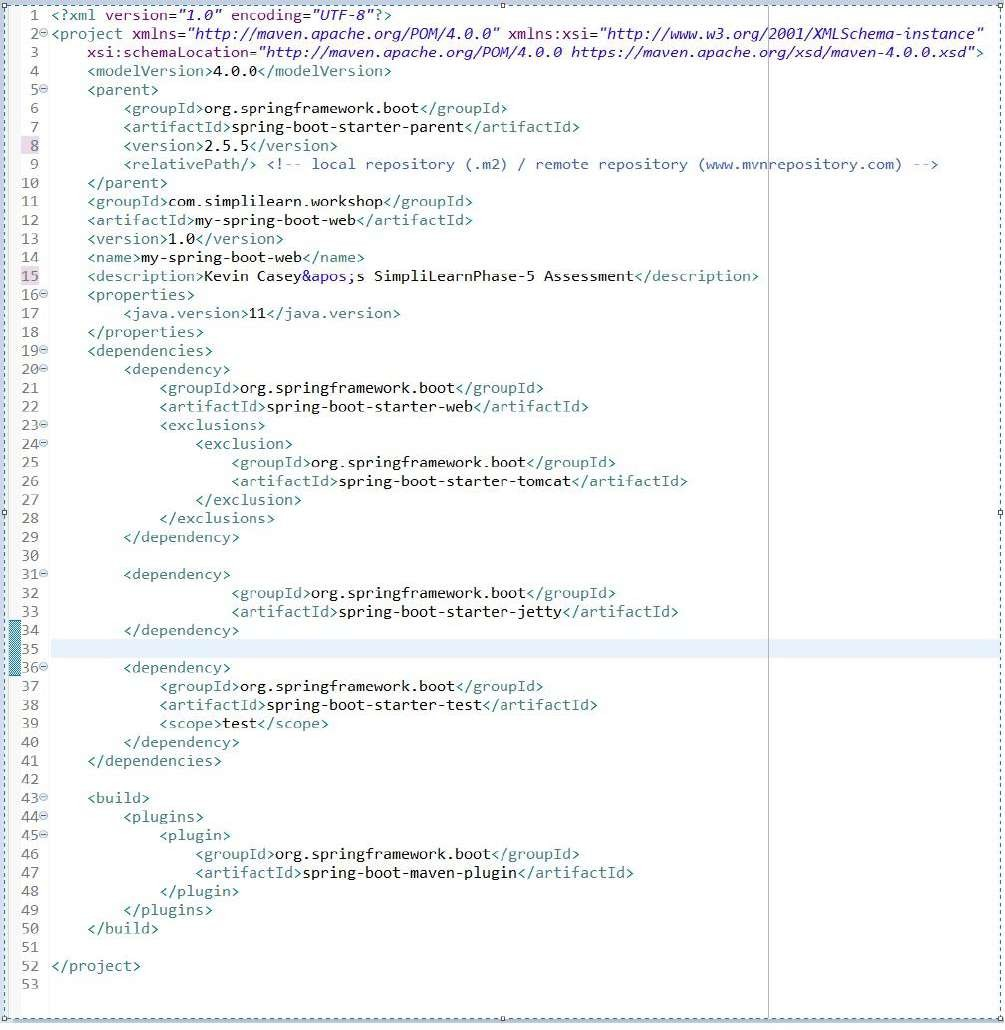 1 <?xml version="1.0" encoding="UTF-8"?>
2 <project xmlns="http://maven.apache.org/POM/4.0.0" xmlns:xsi="http://www.w3.org/2001/XMLSchema-instance"
3     xsi:schemaLocation="http://maven.apache.org/POM/4.0.0 https://maven.apache.org/xsd/maven-4.0.0.xsd">
4     <modelVersion>4.0.0</modelVersion>
5     <parent>
6         <groupId>org.springframework.boot</groupId>
7         <artifactId>spring-boot-starter-parent</artifactId>
8         <version>2.5.5</version>
9         <relativePath/> <!-- local repository (.m2) / remote repository (www.mvnrepository.com) -->
10     </parent>
11     <groupId>com.simplilearn.workshop</groupId>
12     <artifactId>my-spring-boot-web</artifactId>
13     <version>1.0</version>
14     <name>my-spring-boot-web</name>
15     <description>Kevin Casey&apos;s SimpliLearnPhase-5 Assessment</description>
16     <properties>
17         <java.version>11</java.version>
18     </properties>
19     <dependencies>
20         <dependency>
21             <groupId>org.springframework.boot</groupId>
22             <artifactId>spring-boot-starter-web</artifactId>
23             <exclusions>
24                 <exclusion>
25                     <groupId>org.springframework.boot</groupId>
26                     <artifactId>spring-boot-starter-tomcat</artifactId>
27                 </exclusion>
28             </exclusions>
29         </dependency>
30
31         <dependency>
32                     <groupId>org.springframework.boot</groupId>
33                     <artifactId>spring-boot-starter-jetty</artifactId>
34         </dependency>
35
36         <dependency>
37             <groupId>org.springframework.boot</groupId>
38             <artifactId>spring-boot-starter-test</artifactId>
39             <scope>test</scope>
40         </dependency>
41     </dependencies>
42
43     <build>
44         <plugins>
45             <plugin>
46                 <groupId>org.springframework.boot</groupId>
47                 <artifactId>spring-boot-maven-plugin</artifactId>
48             </plugin>
49         </plugins>
50     </build>
51
52 </project>
53